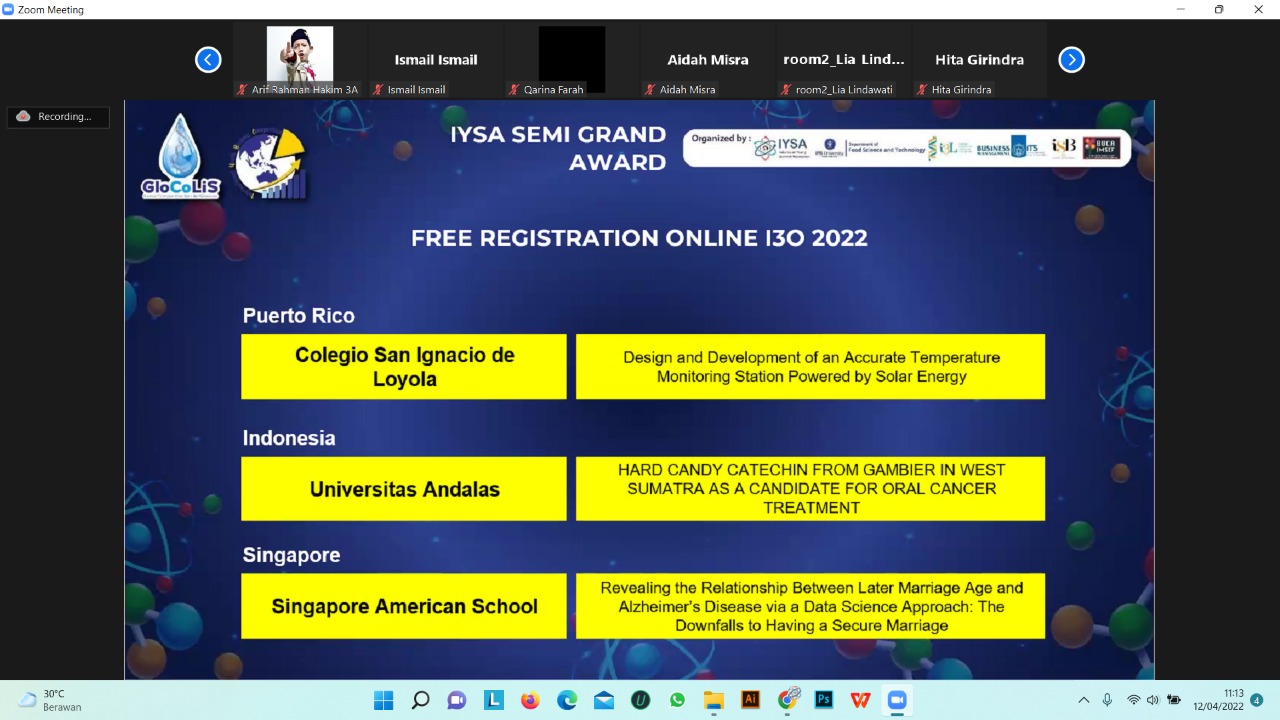 Zoom Meeting
Ismail Ismail
Aidah Misra
room2_Lia Lind...
Hita Girindra
Arif Rahman Hakim 3A
Ismail Ismail
Qarina Farah
Aidah Misra
room2_Lia Lindawati
Hita Girindra
Recording...
GloCoLiS
IYSA SEMI GRAND
AWARD
Organized by :
IYSA
Department of
Food Science and Technology
BUSINESS
MANAGEMENT
ITS
BUCA
IMSEF
FREE REGISTRATION ONLINE I3O 2022
Puerto Rico
Colegio San Ignacio de
Loyola
Design and Development of an Accurate Temperature
Monitoring Station Powered by Solar Energy
Indonesia
Universitas Andalas
HARD CANDY CATECHIN FROM GAMBIER IN WEST
SUMATRA AS A CANDIDATE FOR ORAL CANCER
TREATMENT
Singapore
Singapore American School
Revealing the Relationship Between Later Marriage Age and
Alzheimer's Disease via a Data Science Approach: The
Downfalls to Having a Secure Marriage
30°C
Berawan
L
U
Ai
Ps
W
11:13
12/04/2022
4